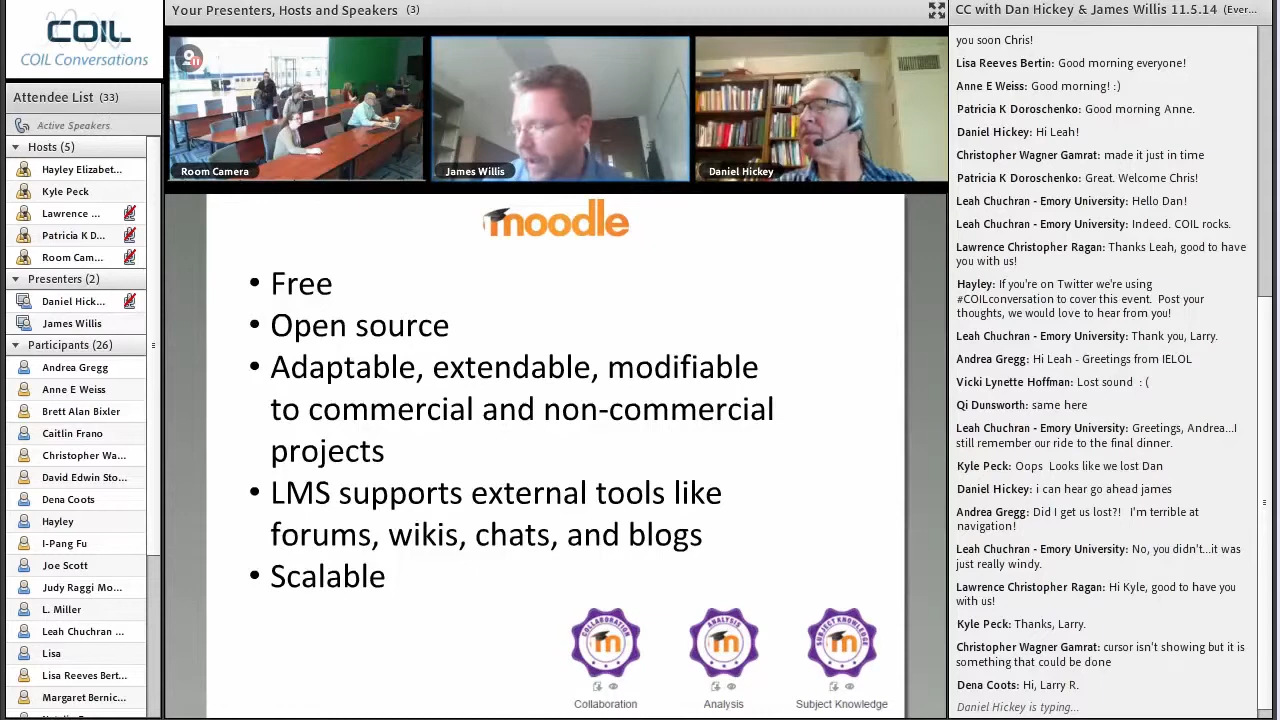 COIL
COIL Conversations
Attendee List (33)
Active Speakers
Hosts (5)
Hayley Elizabet...
Kyle Peck
Lawrence ...
Patricia K D...
Room Cam...
Presenters (2)
Daniel Hick...
James Willis
Participants (26)
Andrea Gregg
Anne E Weiss
Brett Alan Bixler
Caitlin Frano
Christopher Wa...
David Edwin Sto...
Dena Coots
Hayley
I-Pang Fu
Joe Scott
Judy Raggi Mo...
L. Miller
Leah Chuchran ...
Lisa
Lisa Reeves Bert...
Margaret Bernic...
Your Presenters, Hosts and Speakers (3)
Room Camera
James Willis
Daniel Hickey
moodle
• Free
• Open source
• Adaptable, extendable, modifiable
to commercial and non-commercial
projects
• LMS supports external tools like
forums, wikis, chats, and blogs
• Scalable
COLLABORATION
m
ANALYSIS
m
SUBJECT KNOWLEDGE
m
Collaboration
Analysis
Subject Knowledge
CC with Dan Hickey & James Willis 11.5.14 (Ever...
you soon Chris!
Lisa Reeves Bertin: Good morning everyone!
Anne E Weiss: Good morning! :)
Patricia K Doroschenko: Good morning Anne.
Daniel Hickey: Hi Leah!
Christopher Wagner Gamrat: made it just in time
Patricia K Doroschenko: Great. Welcome Chris!
Leah Chuchran - Emory University: Hello Dan!
Leah Chuchran - Emory University: Indeed. COIL rocks.
Lawrence Christopher Ragan: Thanks Leah, good to have
you with us!
Hayley: If you're on Twitter we're using
#COILconversation to cover this event. Post your
thoughts, we would love to hear from you!
Leah Chuchran - Emory University: Thank you, Larry.
Andrea Gregg: Hi Leah - Greetings from IELOL
Vicki Lynette Hoffman: Lost sound : (
Qi Dunsworth: same here
Leah Chuchran - Emory University: Greetings, Andrea...I
still remember our ride to the final dinner.
Kyle Peck: Oops Looks like we lost Dan
Daniel Hickey: i can hear go ahead james
Andrea Gregg: Did I get us lost?! I'm terrible at
navigation!
Leah Chuchran - Emory University: No, you didn't...it was
just really windy.
Lawrence Christopher Ragan: Hi Kyle, good to have you
with us!
Kyle Peck: Thanks, Larry.
Christopher Wagner Gamrat: cursor isn't showing but it is
something that could be done
Dena Coots: Hi, Larry R.
Daniel Hickey is typing...